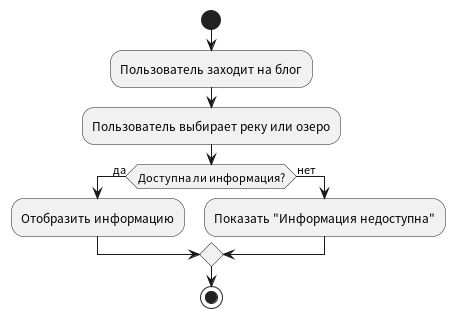 Пользователь заходит на блог
Пользователь выбирает реку или озеро
да
Доступна ли информация?
нет
Отобразить информацию
Показать "Информация недоступна"